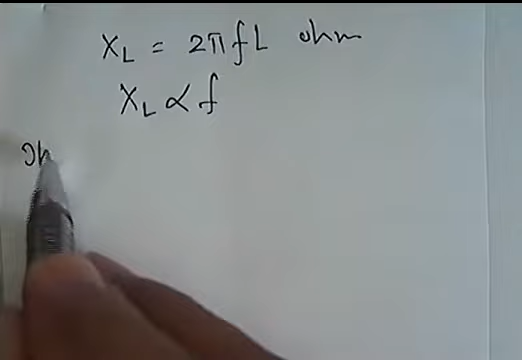 X_L = 2πfL ohm
X_L ∝ f